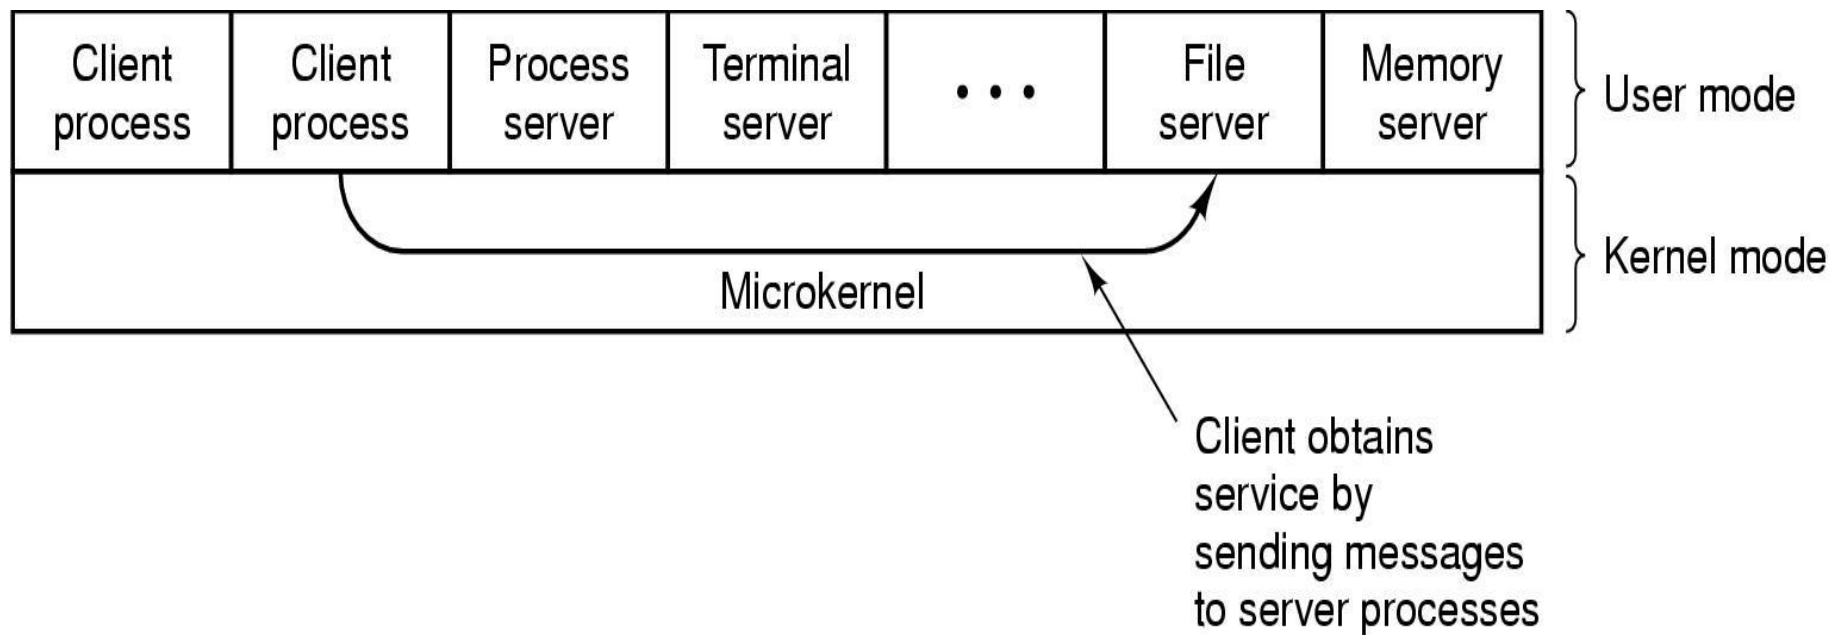 Client
process
Client
process
Process
server
Terminal
server
• • •
File
server
Memory
server
User mode
Microkernel
Kernel mode
Client obtains
service by
sending messages
to server processes